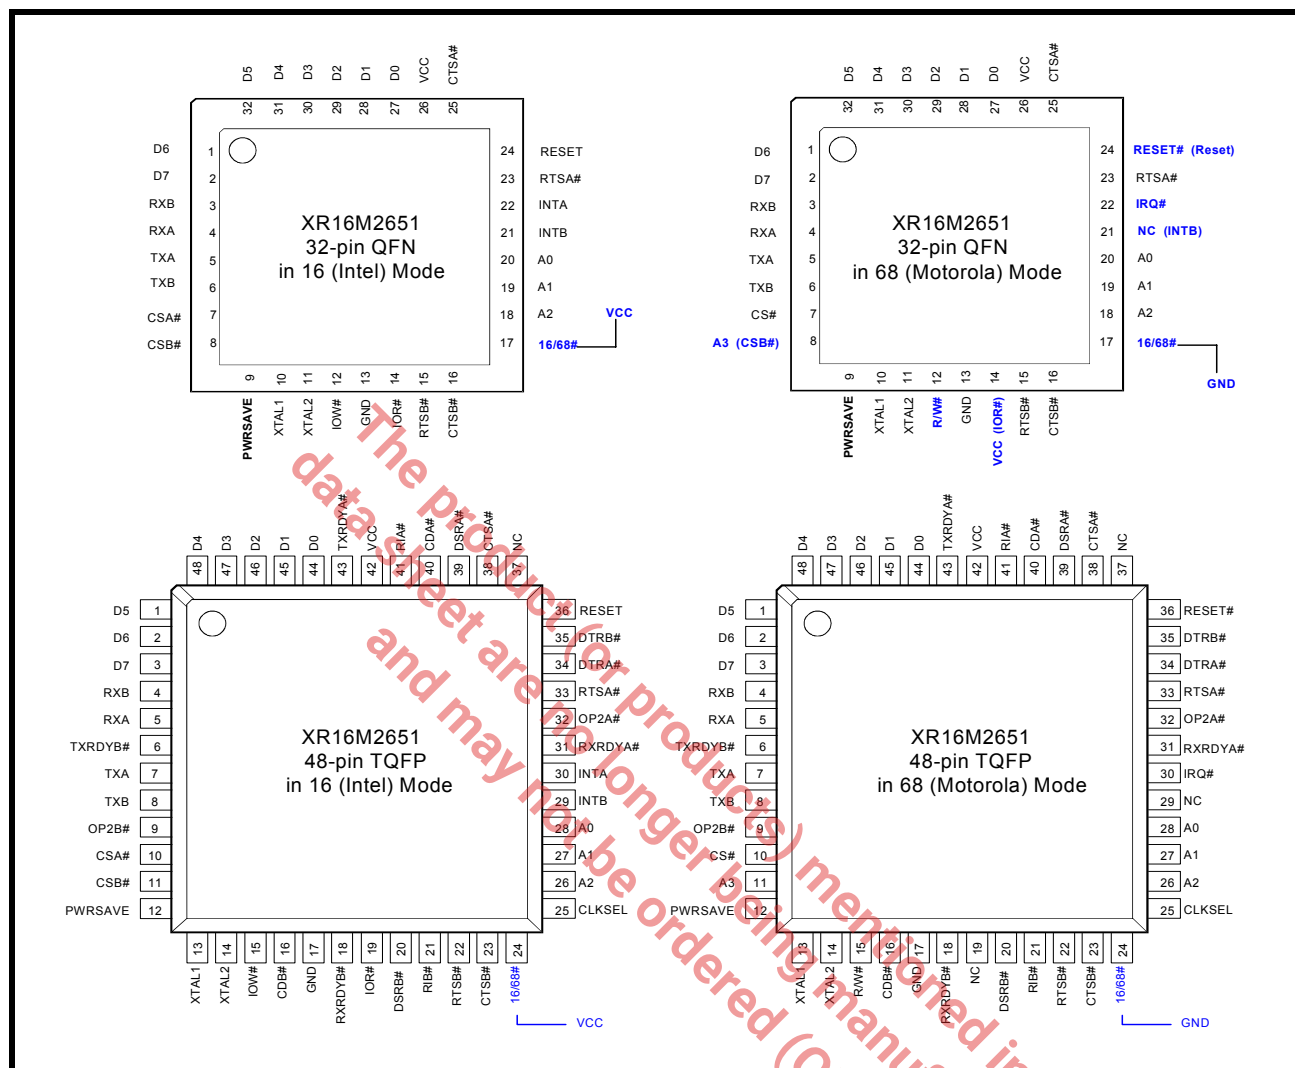 D5 D4 D3 D2 D1 D0 VCC CTSA#
32 31 30 29 28 27 26 25
D6 1
D7 2
RXB 3
RXA 4
TXA 5
TXB 6
CSA# 7
CSB# 8
XR16M2651
32-pin QFN
in 16 (Intel) Mode
24 RESET
23 RTSA#
22 INTA
21 INTB
20 A0
19 A1
18 A2
17 16/68#
VCC
9 10 11 12 13 14 15 16
PWRSAVE XTAL1 XTAL2 IOW# GND IOR# RTSB# CTSB#
D5 D4 D3 D2 D1 D0 VCC CTSA#
32 31 30 29 28 27 26 25
D6 1
D7 2
RXB 3
RXA 4
TXA 5
TXB 6
CS# 7
A3 (CSB#) 8
XR16M2651
32-pin QFN
in 68 (Motorola) Mode
24 RESET# (Reset)
23 RTSA#
22 IRQ#
21 NC (INTB)
20 A0
19 A1
18 A2
17 16/68#
GND
9 10 11 12 13 14 15 16
PWRSAVE XTAL1 XTAL2 R/W# GND VCC (IOR#) RTSB# CTSB#
D4 D3 D2 D1 D0 TXRDYA# VCC RIA# CDA# DSRA# CTSA# NC
48 47 46 45 44 43 42 41 40 39 38 37
D5 1
D6 2
D7 3
RXB 4
RXA 5
TXRDYB# 6
TXA 7
TXB 8
OP2B# 9
CSA# 10
CSB# 11
PWRSAVE 12
XR16M2651
48-pin TQFP
in 16 (Intel) Mode
36 RESET
35 DTRB#
34 DTRA#
33 RTSA#
32 OP2A#
31 RXRDYA#
30 INTA
29 INTB
28 A0
27 A1
26 A2
25 CLKSEL
13 14 15 16 17 18 19 20 21 22 23 24
XTAL1 XTAL2 IOW# CDB# GND RXRDYB# IOR# DSRB# RIB# RTSB# CTSB# 16/68#
VCC
D4 D3 D2 D1 D0 TXRDYA# VCC RIA# CDA# DSRA# CTSA# NC
48 47 46 45 44 43 42 41 40 39 38 37
D5 1
D6 2
D7 3
RXB 4
RXA 5
TXRDYB# 6
TXA 7
TXB 8
OP2B# 9
CS# 10
A3 11
PWRSAVE 12
XR16M2651
48-pin TQFP
in 68 (Motorola) Mode
36 RESET#
35 DTRB#
34 DTRA#
33 RTSA#
32 OP2A#
31 RXRDYA#
30 IRQ#
29 NC
28 A0
27 A1
26 A2
25 CLKSEL
13 14 15 16 17 18 19 20 21 22 23 24
XTAL1 XTAL2 R/W# CDB# GND RXRDYB# NC DSRB# RIB# RTSB# CTSB# 16/68#
GND
The product (or products) mentioned in
data sheet are no longer being
and may not be ordered